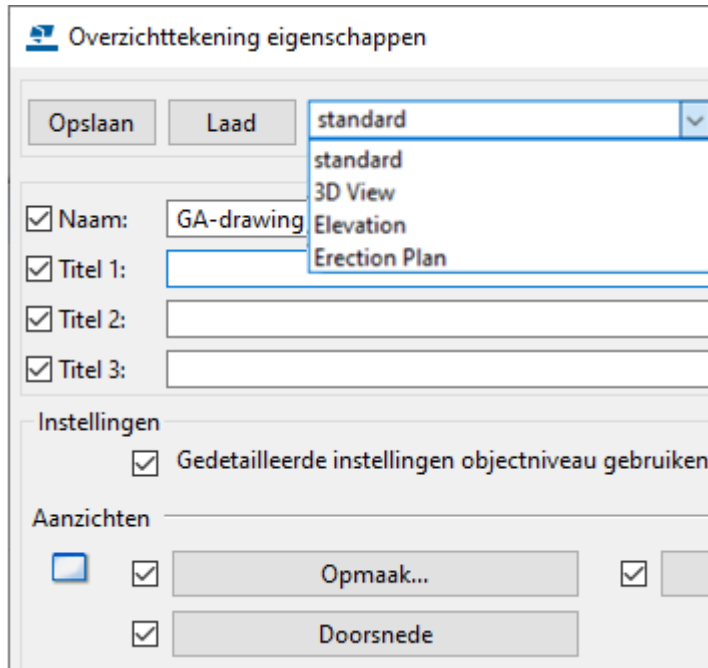 Overzichttekening eigenschappen
Opslaan Laad standard
standard
3D View
Naam: GA-drawing Elevation
Erection Plan
Titel 1:
Titel 2:
Titel 3:
Instellingen
Gedetailleerde instellingen objectniveau gebruiken
Aanzichten
Opmaak...
Doorsnede